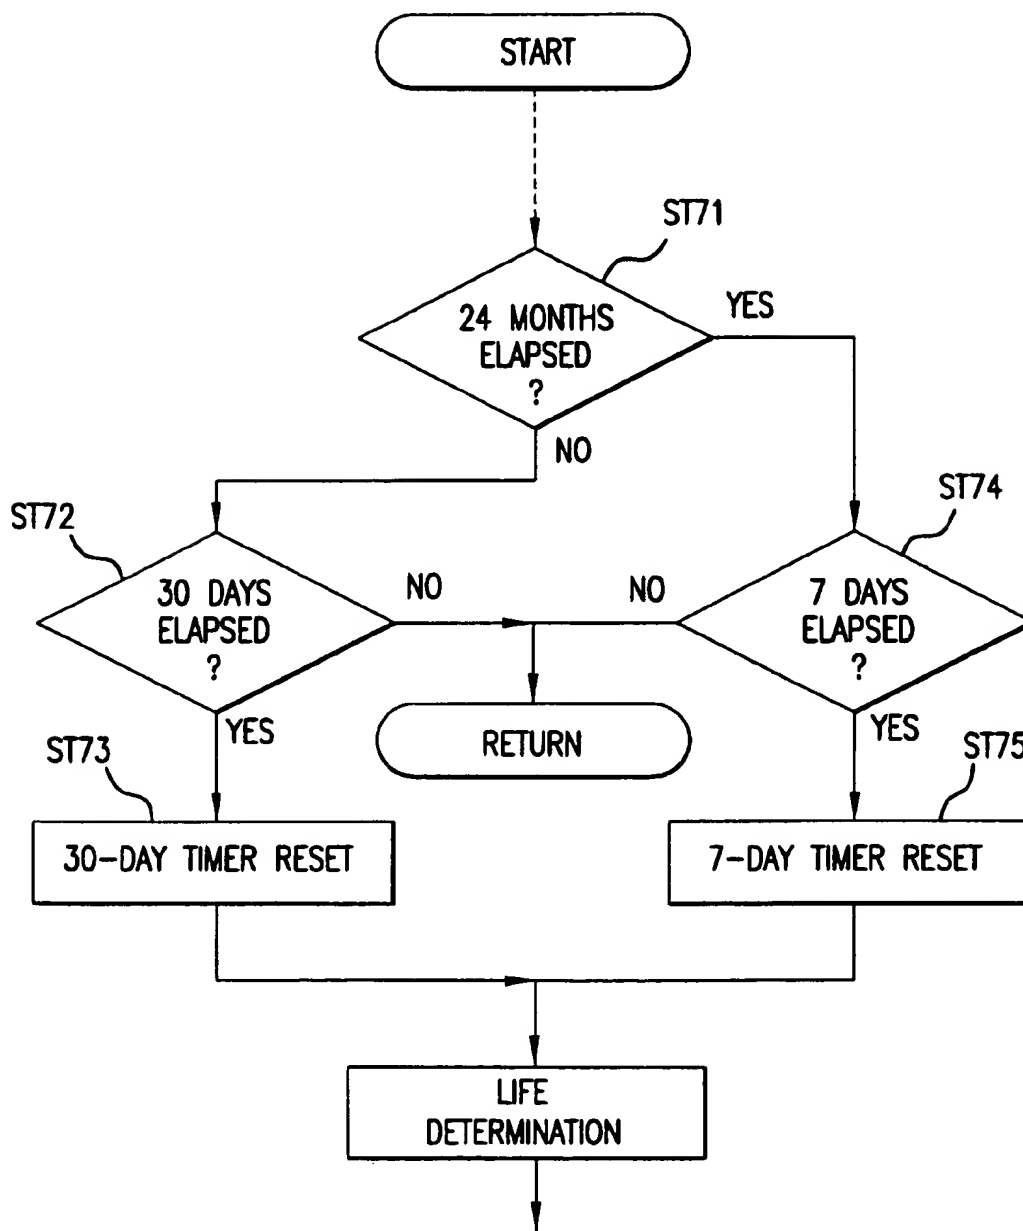 START
ST71
24 MONTHS
ELAPSED
?
YES
NO
ST72
ST74
30 DAYS
ELAPSED
?
NO
NO
7 DAYS
ELAPSED
?
YES
RETURN
YES
ST73
ST75
30-DAY TIMER RESET
7-DAY TIMER RESET
LIFE
DETERMINATION